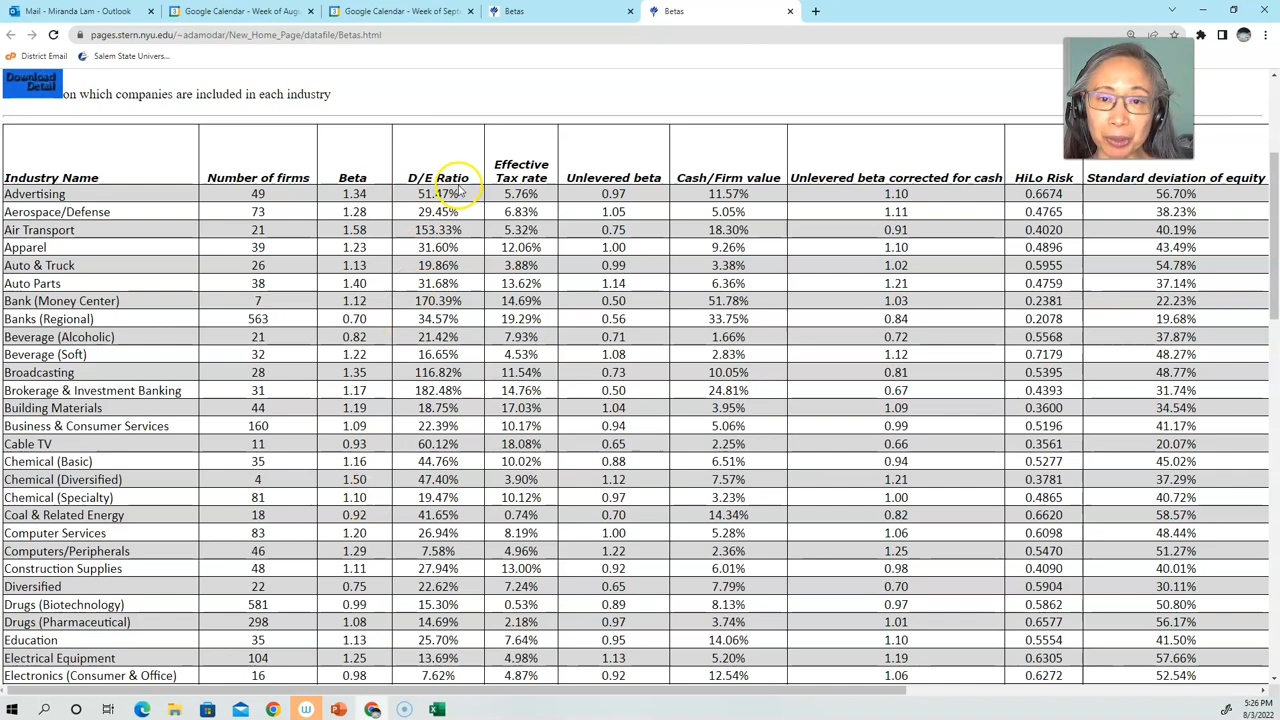 Mail - Miranda Lam - Outlook
Google Calendar - Week of Augu
Google Calendar - Week of Septe
Betas
Betas
pages.stern.nyu.edu/~adamodar/New_Home_Page/datafile/Betas.html
District Email
Salem State Univers...
Download Detail on which companies are included in each industry
Industry Name Number of firms Beta D/E Ratio Effective Tax rate Unlevered beta Cash/Firm value Unlevered beta corrected for cash HiLo Risk Standard deviation of equity
Advertising 49 1.34 51.47% 5.76% 0.97 11.57% 1.10 0.6674 56.70%
Aerospace/Defense 73 1.28 29.45% 6.83% 1.05 5.05% 1.11 0.4765 38.23%
Air Transport 21 1.58 153.33% 5.32% 0.75 18.30% 0.91 0.4020 40.19%
Apparel 39 1.23 31.60% 12.06% 1.00 9.26% 1.10 0.4896 43.49%
Auto & Truck 26 1.13 19.86% 3.88% 0.99 3.38% 1.02 0.5955 54.78%
Auto Parts 38 1.40 31.68% 13.62% 1.14 6.36% 1.21 0.4759 37.14%
Bank (Money Center) 7 1.12 170.39% 14.69% 0.50 51.78% 1.03 0.2381 22.23%
Banks (Regional) 563 0.70 34.57% 19.29% 0.56 33.75% 0.84 0.2078 19.68%
Beverage (Alcoholic) 21 0.82 21.42% 7.93% 0.71 1.66% 0.72 0.5568 37.87%
Beverage (Soft) 32 1.22 16.65% 4.53% 1.08 2.83% 1.12 0.7179 48.27%
Broadcasting 28 1.35 116.82% 11.54% 0.73 10.05% 0.81 0.5395 48.77%
Brokerage & Investment Banking 31 1.17 182.48% 14.76% 0.50 24.81% 0.67 0.4393 31.74%
Building Materials 44 1.19 18.75% 17.03% 1.04 3.95% 1.09 0.3600 34.54%
Business & Consumer Services 160 1.09 22.39% 10.17% 0.94 5.06% 0.99 0.5196 41.17%
Cable TV 11 0.93 60.12% 18.08% 0.65 2.25% 0.66 0.3561 20.07%
Chemical (Basic) 35 1.16 44.76% 10.02% 0.88 6.51% 0.94 0.5277 45.02%
Chemical (Diversified) 4 1.50 47.40% 3.90% 1.12 7.57% 1.21 0.3781 37.29%
Chemical (Specialty) 81 1.10 19.47% 10.12% 0.97 3.23% 1.00 0.4865 40.72%
Coal & Related Energy 18 0.92 41.65% 0.74% 0.70 14.34% 0.82 0.6620 58.57%
Computer Services 83 1.20 26.94% 8.19% 1.00 5.28% 1.06 0.6098 48.44%
Computers/Peripherals 46 1.29 7.58% 4.96% 1.22 2.36% 1.25 0.5470 51.27%
Construction Supplies 48 1.11 27.94% 13.00% 0.92 6.01% 0.98 0.4090 40.01%
Diversified 22 0.75 22.62% 7.24% 0.65 7.79% 0.70 0.5904 30.11%
Drugs (Biotechnology) 581 0.99 15.30% 0.53% 0.89 8.13% 0.97 0.5862 50.80%
Drugs (Pharmaceutical) 298 1.08 14.69% 2.18% 0.97 3.74% 1.01 0.6577 56.17%
Education 35 1.13 25.70% 7.64% 0.95 14.06% 1.10 0.5554 41.50%
Electrical Equipment 104 1.25 13.69% 4.98% 1.13 5.20% 1.19 0.6305 57.66%
Electronics (Consumer & Office) 16 0.98 7.62% 4.87% 0.93 12.54% 1.06 0.6272 52.54%
5:26 PM
8/3/2022